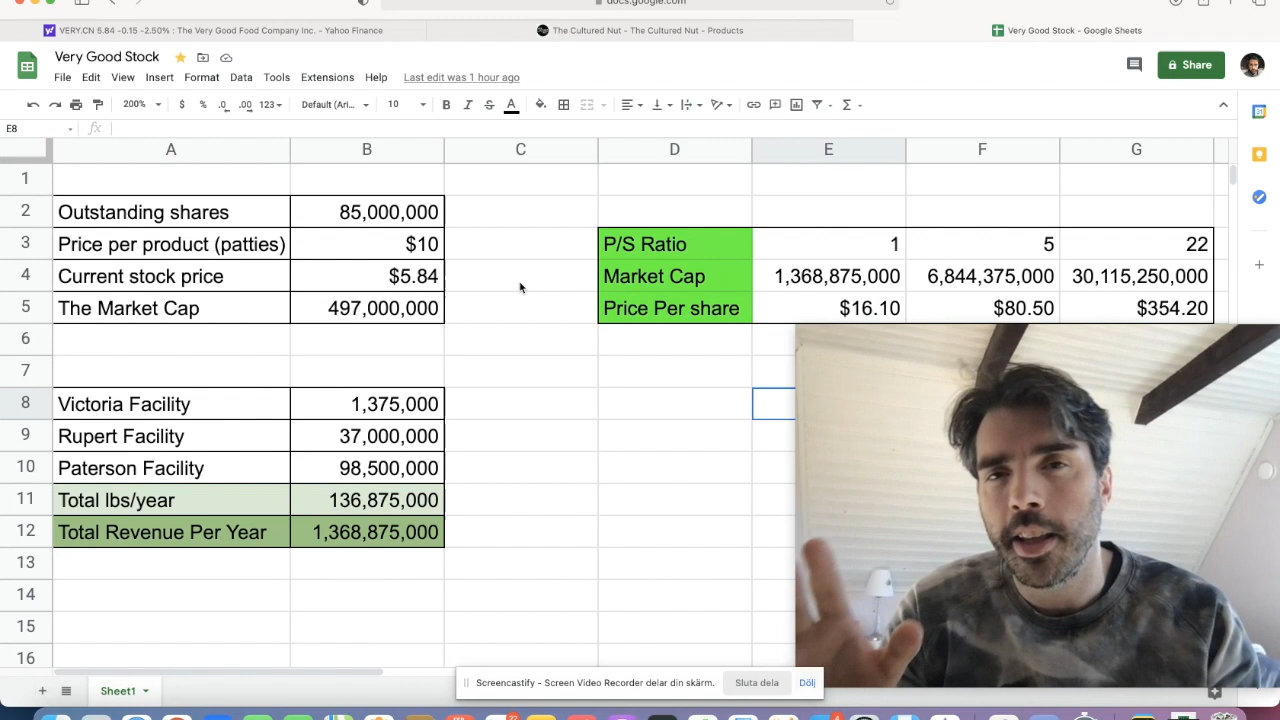 docs.google.com
VERY.CN 5.84 -0.15 -2.50% : The Very Good Food Company Inc. - Yahoo Finance
The Cultured Nut - The Cultured Nut - Products
Very Good Stock - Google Sheets
Very Good Stock
File Edit View Insert Format Data Tools Extensions Help Last edit was 1 hour ago
Share
200% $ % .0 .00 123 Default (Ari... 10 B I S A
E8 fx
A B C D E F G
1
2 Outstanding shares 85,000,000
3 Price per product (patties) $10 P/S Ratio 1 5 22
4 Current stock price $5.84 Market Cap 1,368,875,000 6,844,375,000 30,115,250,000
5 The Market Cap 497,000,000 Price Per share $16.10 $80.50 $354.20
6
7
8 Victoria Facility 1,375,000
9 Rupert Facility 37,000,000
10 Paterson Facility 98,500,000
11 Total lbs/year 136,875,000
12 Total Revenue Per Year 1,368,875,000
13
14
15
16
Screencastify - Screen Video Recorder delar din skärm. Sluta dela Dölj
Sheet1